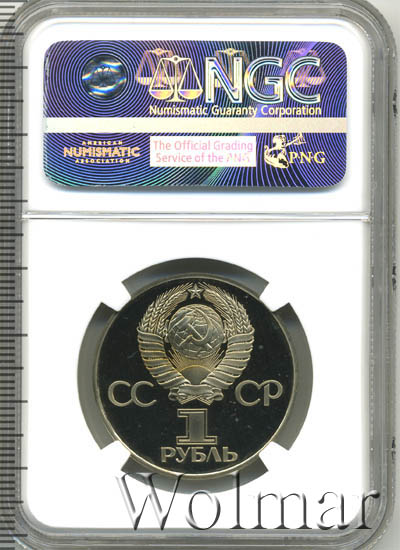 NGC
Numismatic Guaranty Corporation
AMERICAN
NUMISMATIC
ASSOCIATION
The Official Grading
Service of the ANA
PNG
СС СР
1
РУБЛЬ
Wolmar